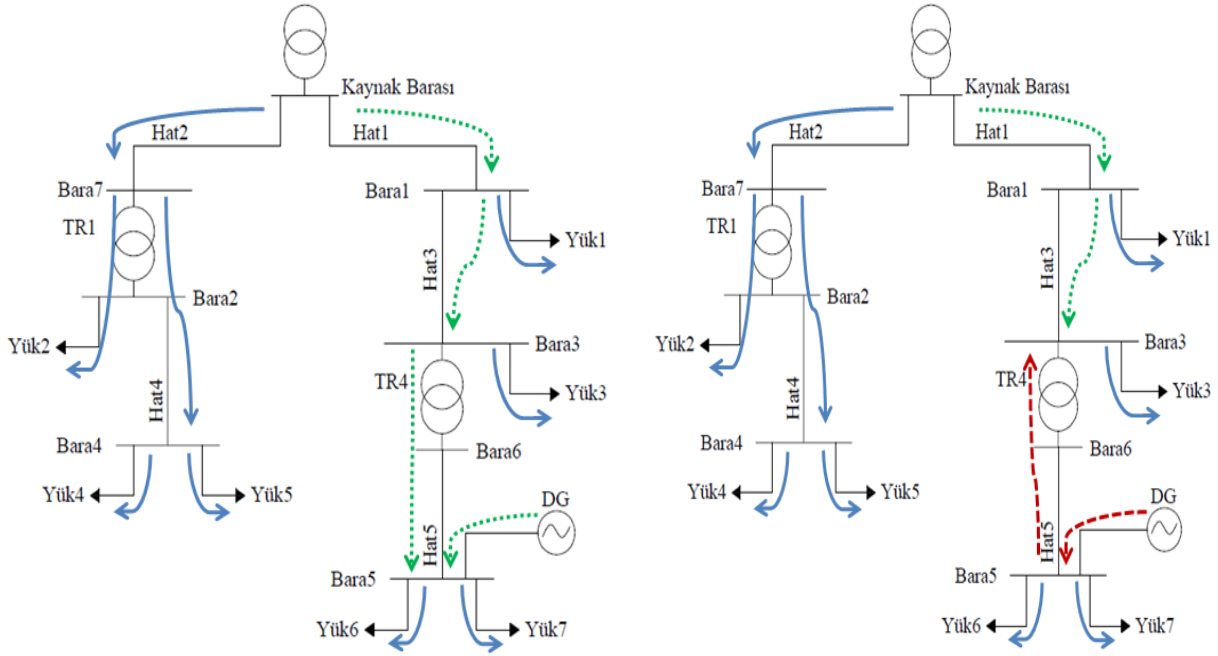 Kaynak Barası
Hat2
Hat1
Bara7
Bara1
TR1
Yük1
Hat3
Bara2
Yük2
Bara3
TR4
Yük3
Hat4
Bara4
Bara6
Yük4
Yük5
DG
Hat5
Bara5
Yük6
Yük7
Kaynak Barası
Hat2
Hat1
Bara7
Bara1
TR1
Yük1
Hat3
Bara2
Yük2
Bara3
TR4
Yük3
Hat4
Bara4
Bara6
Yük4
Yük5
DG
Hat5
Bara5
Yük6
Yük7